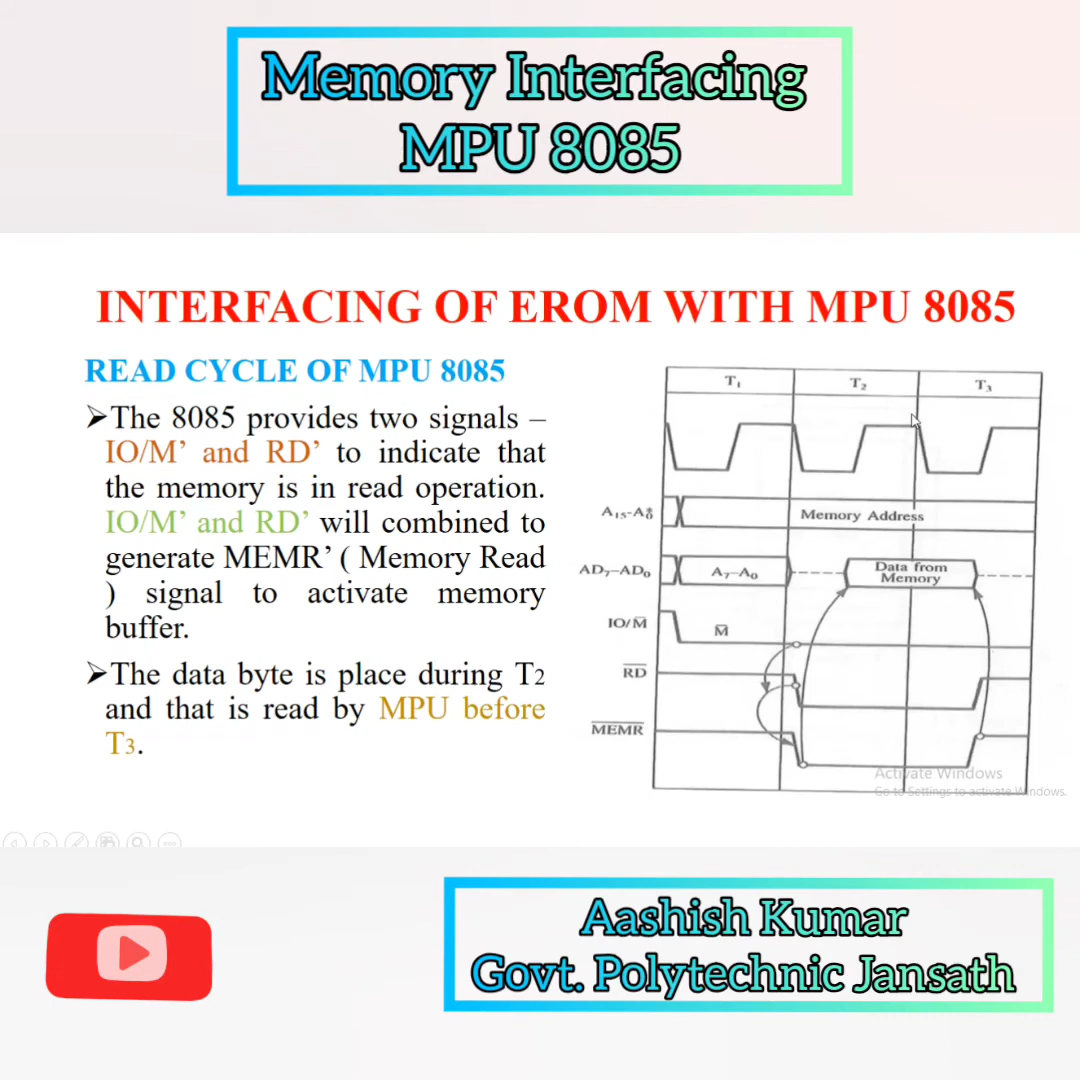 Memory Interfacing
MPU 8085
INTERFACING OF EROM WITH MPU 8085
READ CYCLE OF MPU 8085
➢The 8085 provides two signals –
IO/M’ and RD’ to indicate that
the memory is in read operation.
IO/M’ and RD’ will combined to
generate MEMR’ ( Memory Read
) signal to activate memory
buffer.
➢The data byte is place during T2
and that is read by MPU before
T3.
T₁ T₂ T₃
A₁₅-A₈* Memory Address
AD₇–AD₀ A₇–A₀ Data from
Memory
IO/M̅ M̅
R̅D̅
M̅E̅M̅R̅
Activate Windows
Go to Settings to activate Windows.
Aashish Kumar
Govt. Polytechnic Jansath